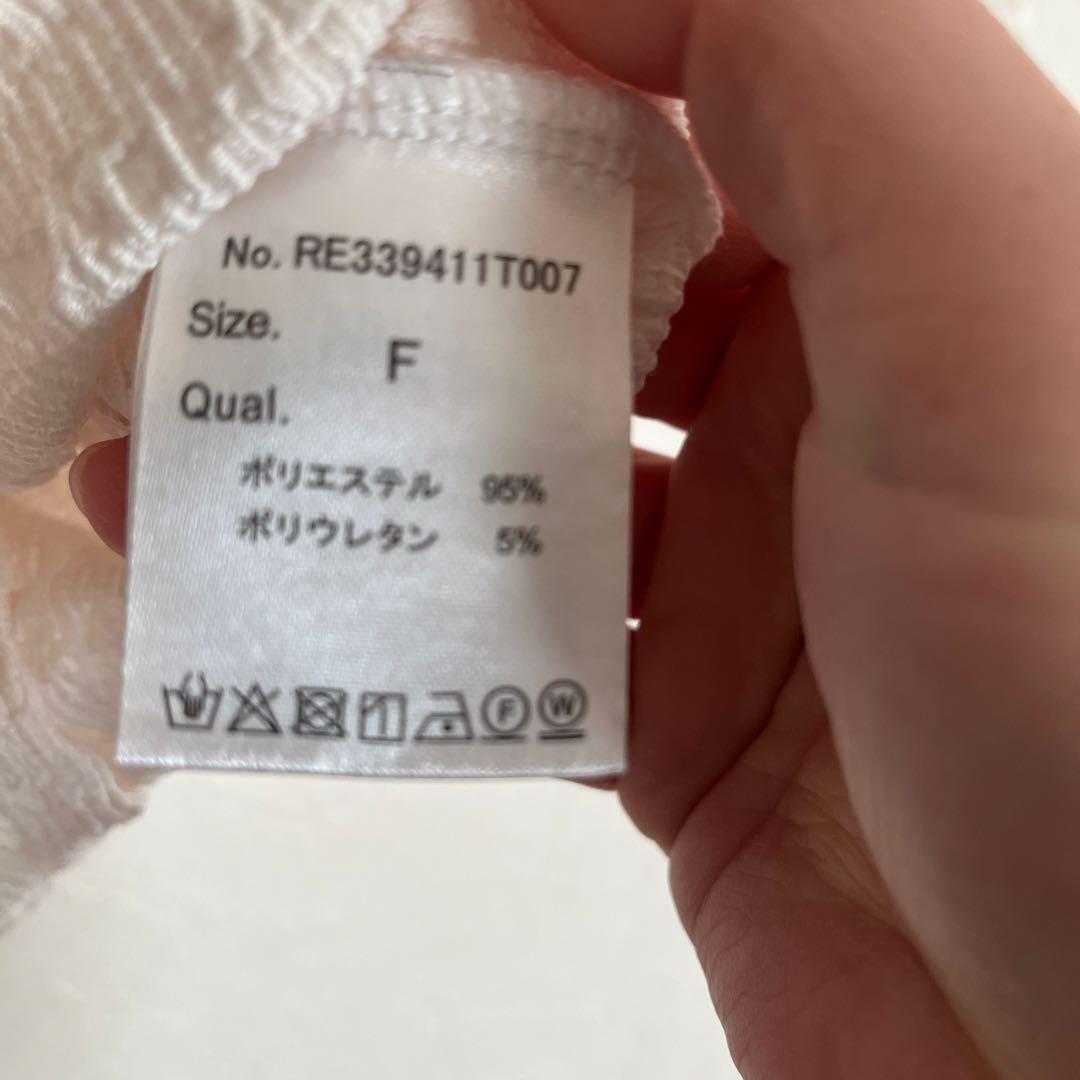 No. RE339411T007
Size.
F
Qual.
ポリエステル 95%
ポリウレタン 5%
F W